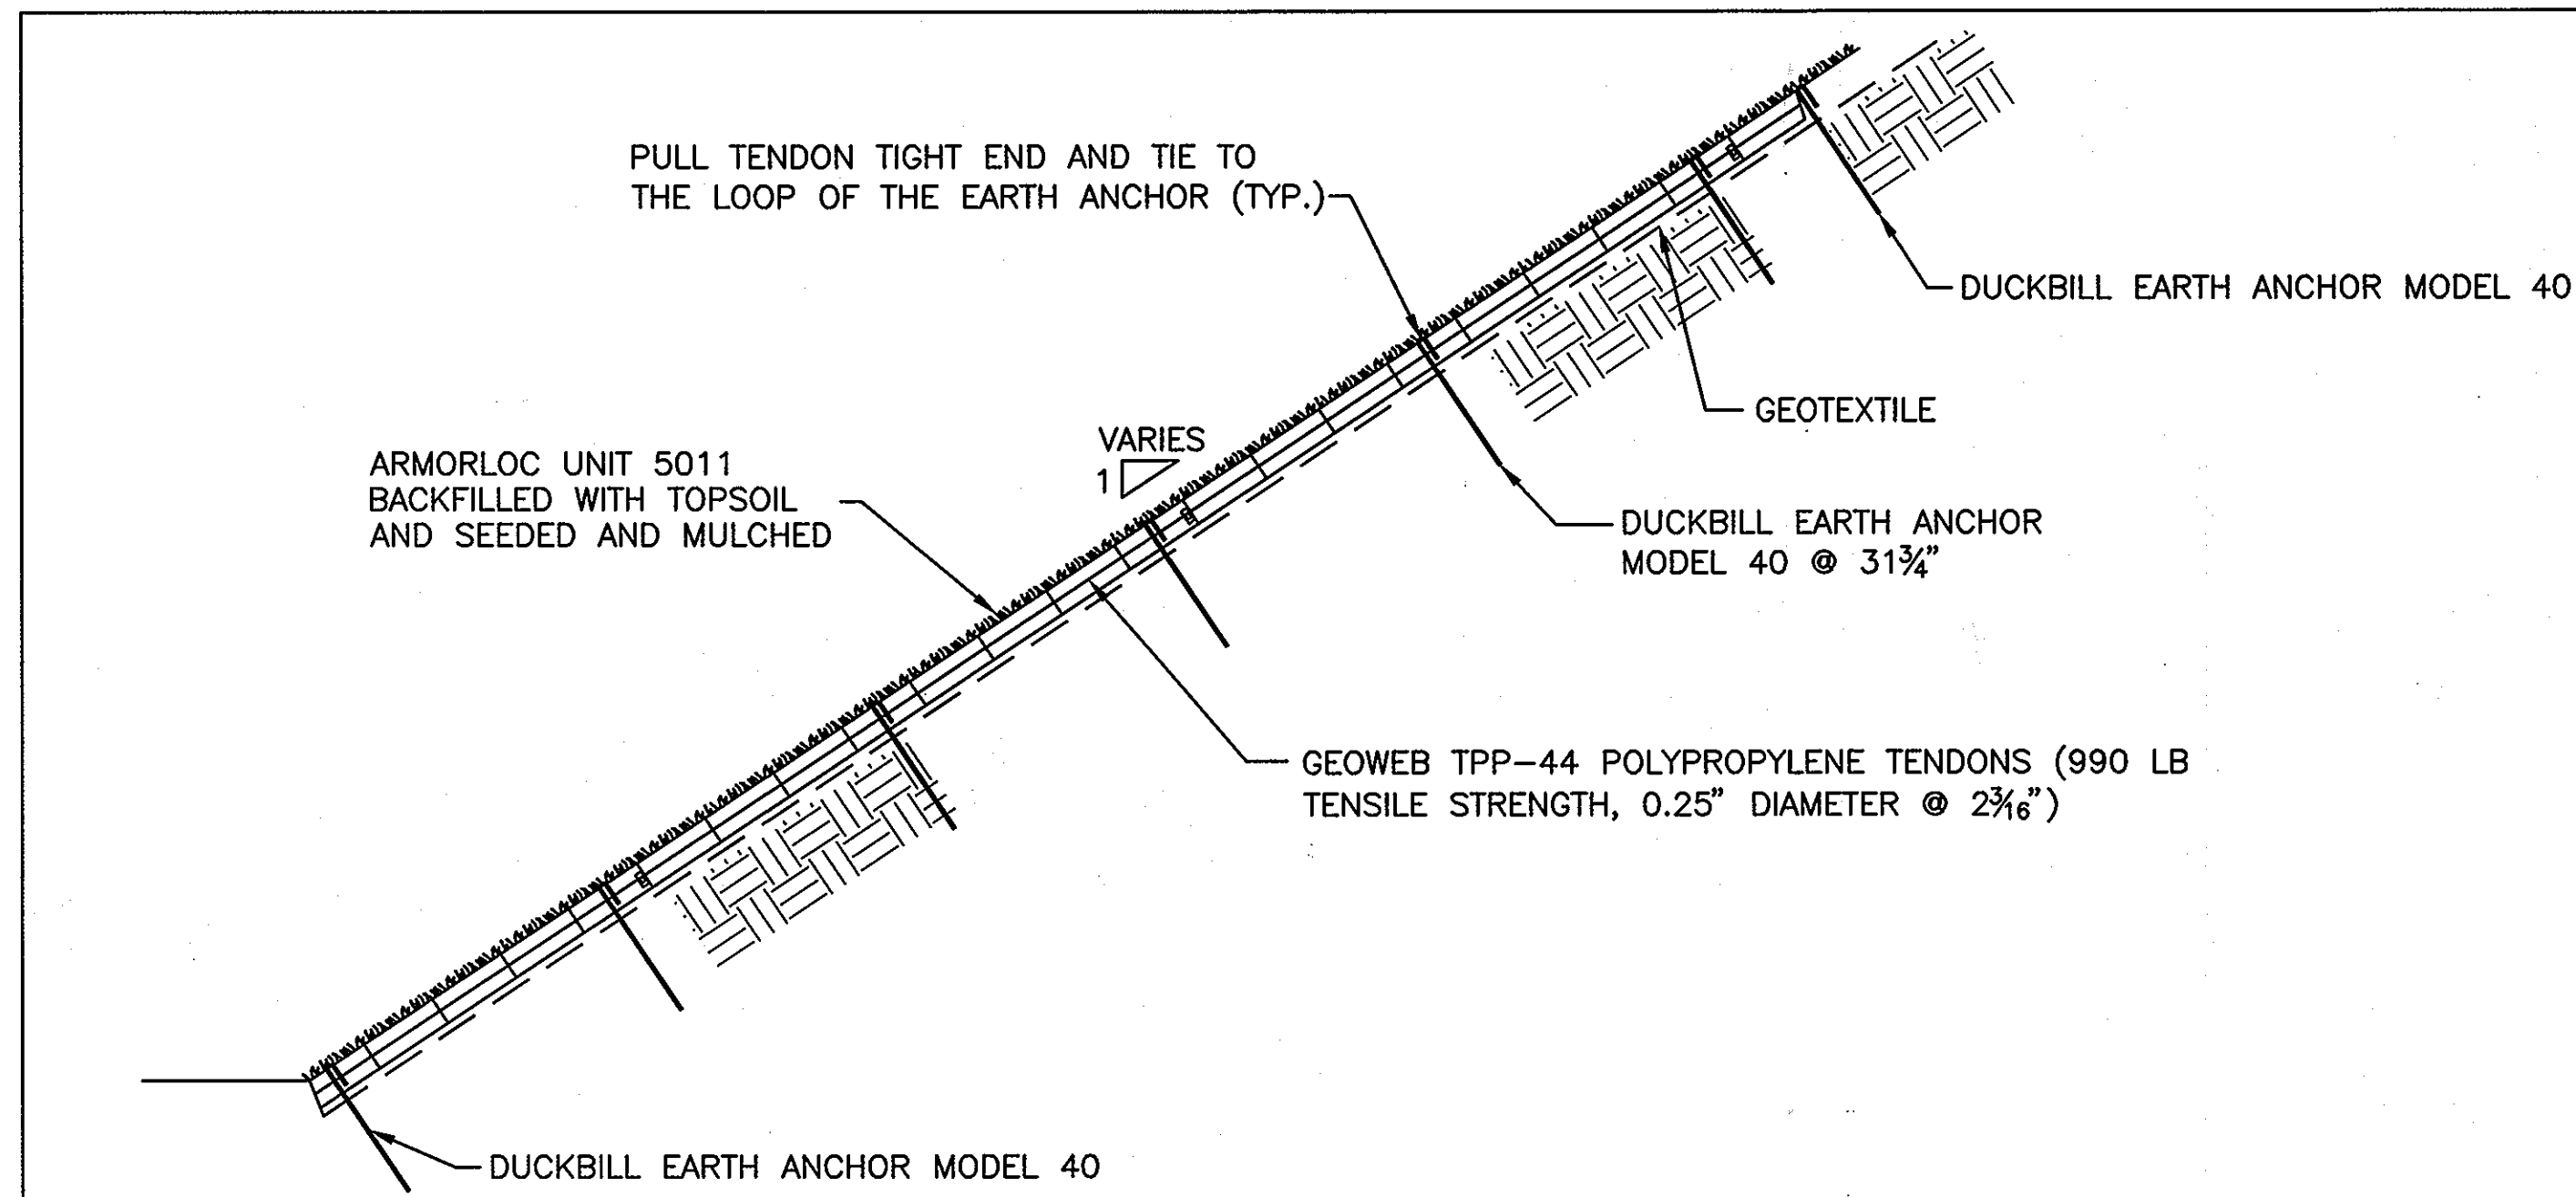 PULL TENDON TIGHT END AND TIE TO
THE LOOP OF THE EARTH ANCHOR (TYP.)
DUCKBILL EARTH ANCHOR MODEL 40
GEOTEXTILE
VARIES
1
ARMORLOC UNIT 5011
BACKFILLED WITH TOPSOIL
AND SEEDED AND MULCHED
DUCKBILL EARTH ANCHOR
MODEL 40 @ 31¾"
GEOWEB TPP-44 POLYPROPYLENE TENDONS (990 LB
TENSILE STRENGTH, 0.25" DIAMETER @ 2³⁄₁₆")
DUCKBILL EARTH ANCHOR MODEL 40